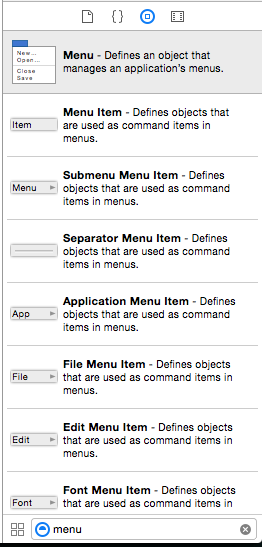 New...
Open...
Close
Save
Menu - Defines an object that
manages an application's menus.
Item
Menu Item - Defines objects that
are used as command items in
menus.
Menu
Submenu Menu Item - Defines
objects that are used as command
items in menus.
Separator Menu Item - Defines
objects that are used as command
items in menus.
App
Application Menu Item - Defines
objects that are used as command
items in menus.
File
File Menu Item - Defines objects
that are used as command items in
menus.
Edit
Edit Menu Item - Defines objects
that are used as command items in
menus.
Font
Font Menu Item - Defines objects
that are used as command items in
menu